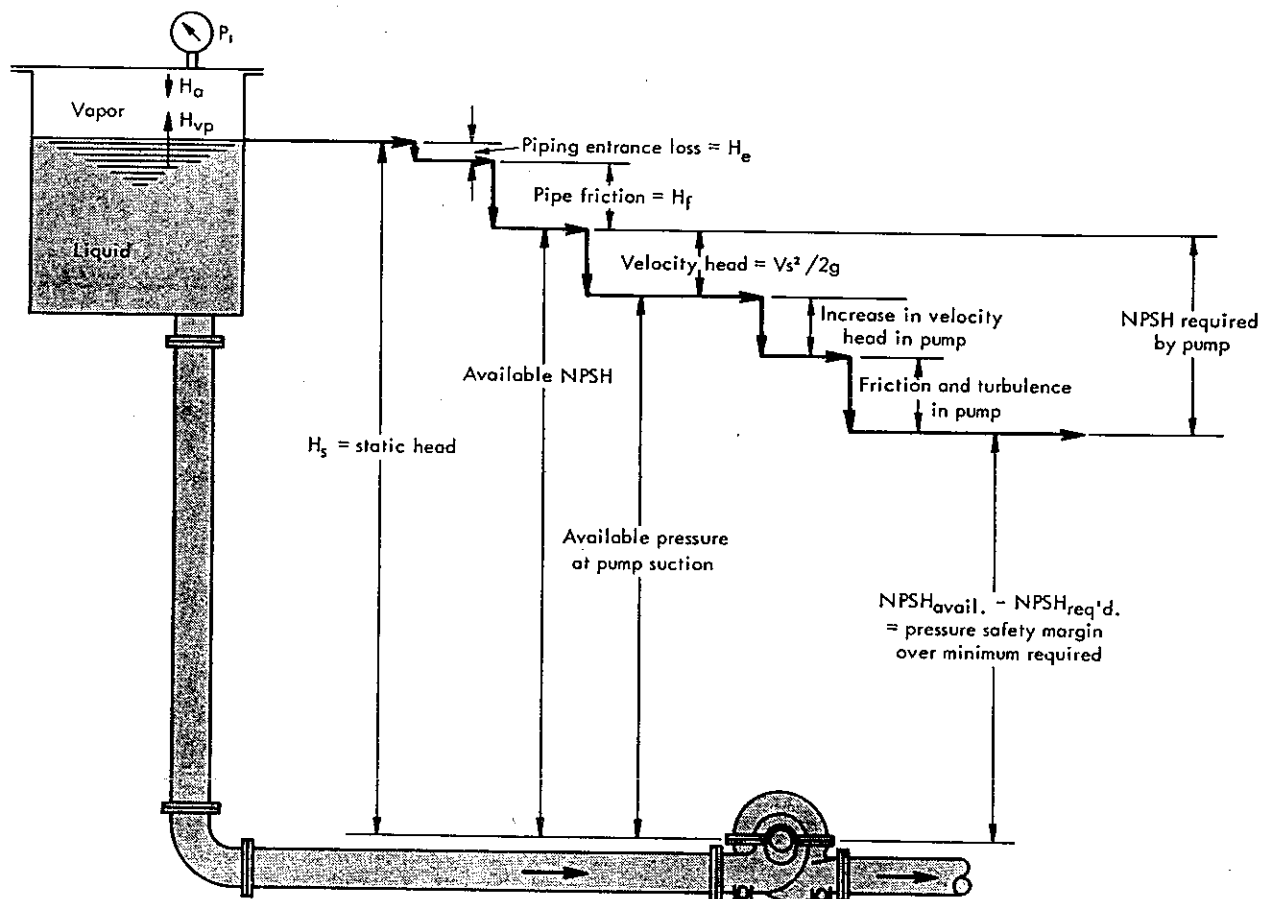 P₁
Hₐ
Vapor
Hᵥₚ
Piping entrance loss = Hₑ
Pipe friction = H_f
Liquid
Velocity head = Vs²/2g
Increase in velocity
head in pump
NPSH required
by pump
Available NPSH
Friction and turbulence
in pump
Hₛ = static head
Available pressure
at pump suction
NPSHavail. - NPSHreq'd.
= pressure safety margin
over minimum required